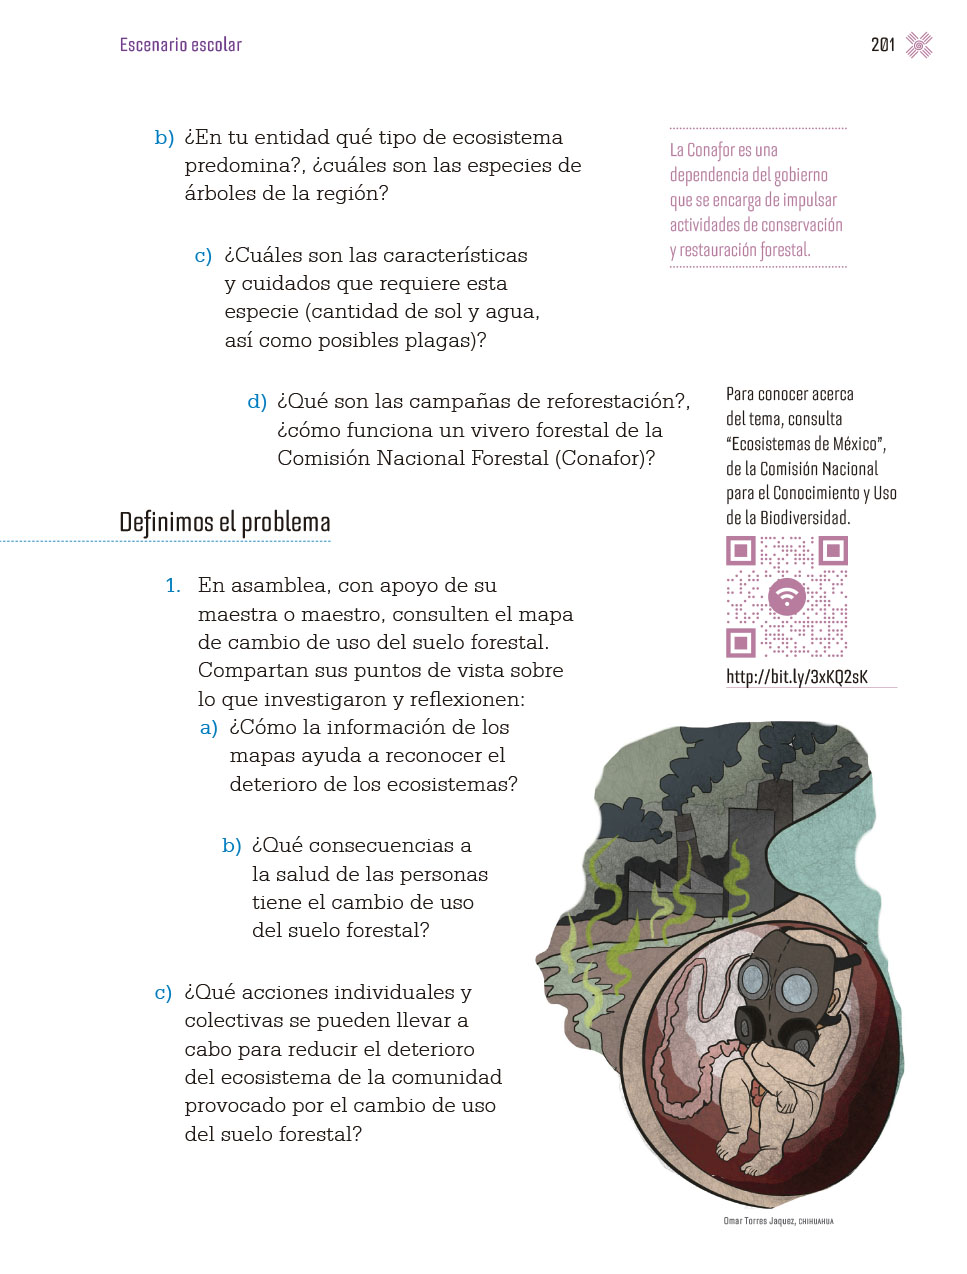 Escenario escolar
201
b) ¿En tu entidad qué tipo de ecosistema
predomina?, ¿cuáles son las especies de
árboles de la región?
c) ¿Cuáles son las características
y cuidados que requiere esta
especie (cantidad de sol y agua,
así como posibles plagas)?
d) ¿Qué son las campañas de reforestación?,
¿cómo funciona un vivero forestal de la
Comisión Nacional Forestal (Conafor)?
La Conafor es una
dependencia del gobierno
que se encarga de impulsar
actividades de conservación
y restauración forestal.
Para conocer acerca
del tema, consulta
“Ecosistemas de México”,
de la Comisión Nacional
para el Conocimiento y Uso
de la Biodiversidad.
http://bit.ly/3xKQ2sK
Definimos el problema
1. En asamblea, con apoyo de su
maestra o maestro, consulten el mapa
de cambio de uso del suelo forestal.
Compartan sus puntos de vista sobre
lo que investigaron y reflexionen:
a) ¿Cómo la información de los
mapas ayuda a reconocer el
deterioro de los ecosistemas?
b) ¿Qué consecuencias a
la salud de las personas
tiene el cambio de uso
del suelo forestal?
c) ¿Qué acciones individuales y
colectivas se pueden llevar a
cabo para reducir el deterioro
del ecosistema de la comunidad
provocado por el cambio de uso
del suelo forestal?
Omar Torres Jaquez, CHIHUAHUA